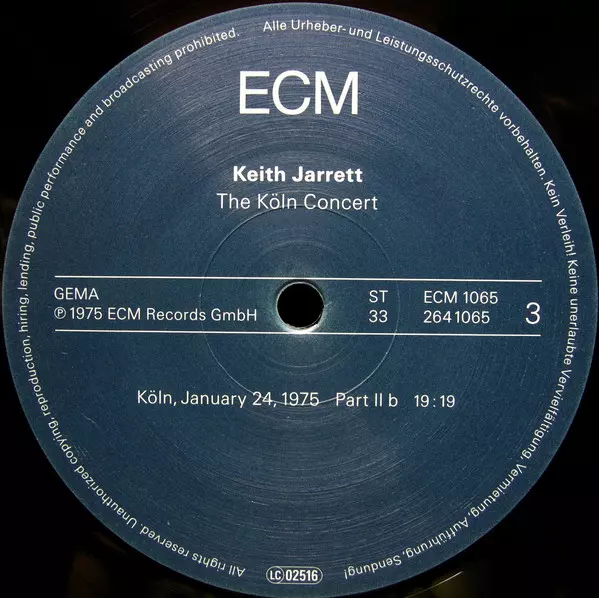 ECM
Keith Jarrett
The Köln Concert
GEMA
℗ 1975 ECM Records GmbH
ST
33
ECM 1065
2641065
3
Köln, January 24, 1975 Part II b 19:19
LC 02516
Alle Urheber- und Leistungsschutzrechte vorbehalten. Kein Verleih! Keine unerlaubte Vervielfältigung, Vermietung, Aufführung, Sendung!
All rights reserved. Unauthorized copying, reproduction, hiring, lending, public performance and broadcasting prohibited.